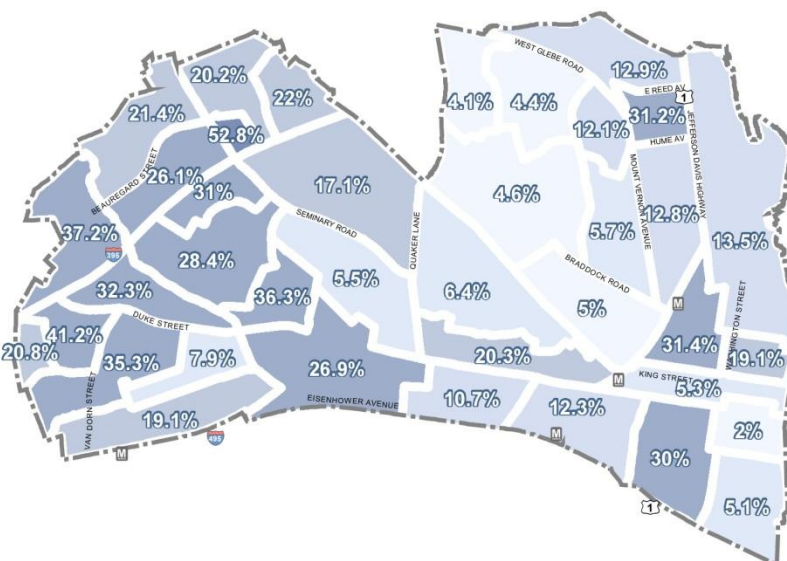 WEST GLEBE ROAD
20.2%
12.9%
E REED AV
1
22%
4.1%
4.4%
21.4%
31.2%
52.8%
12.1%
HUME AV
JEFFERSON DAVIS HIGHWAY
BEAUREGARD STREET
26.1%
31%
17.1%
4.6%
MOUNT VERNON AVENUE
12.8%
SEMINARY ROAD
QUAKER LANE
5.7%
13.5%
37.2%
395
28.4%
BRADDOCK ROAD
5.5%
6.4%
32.3%
36.3%
5%
M
WASHINGTON STREET
DUKE STREET
41.2%
31.4%
20.8%
35.3%
7.9%
26.9%
20.3%
19.1%
KING STREET
M
5.3%
VAN DORN STREET
EISENHOWER AVENUE
10.7%
12.3%
19.1%
2%
495
M
M
30%
1
5.1%